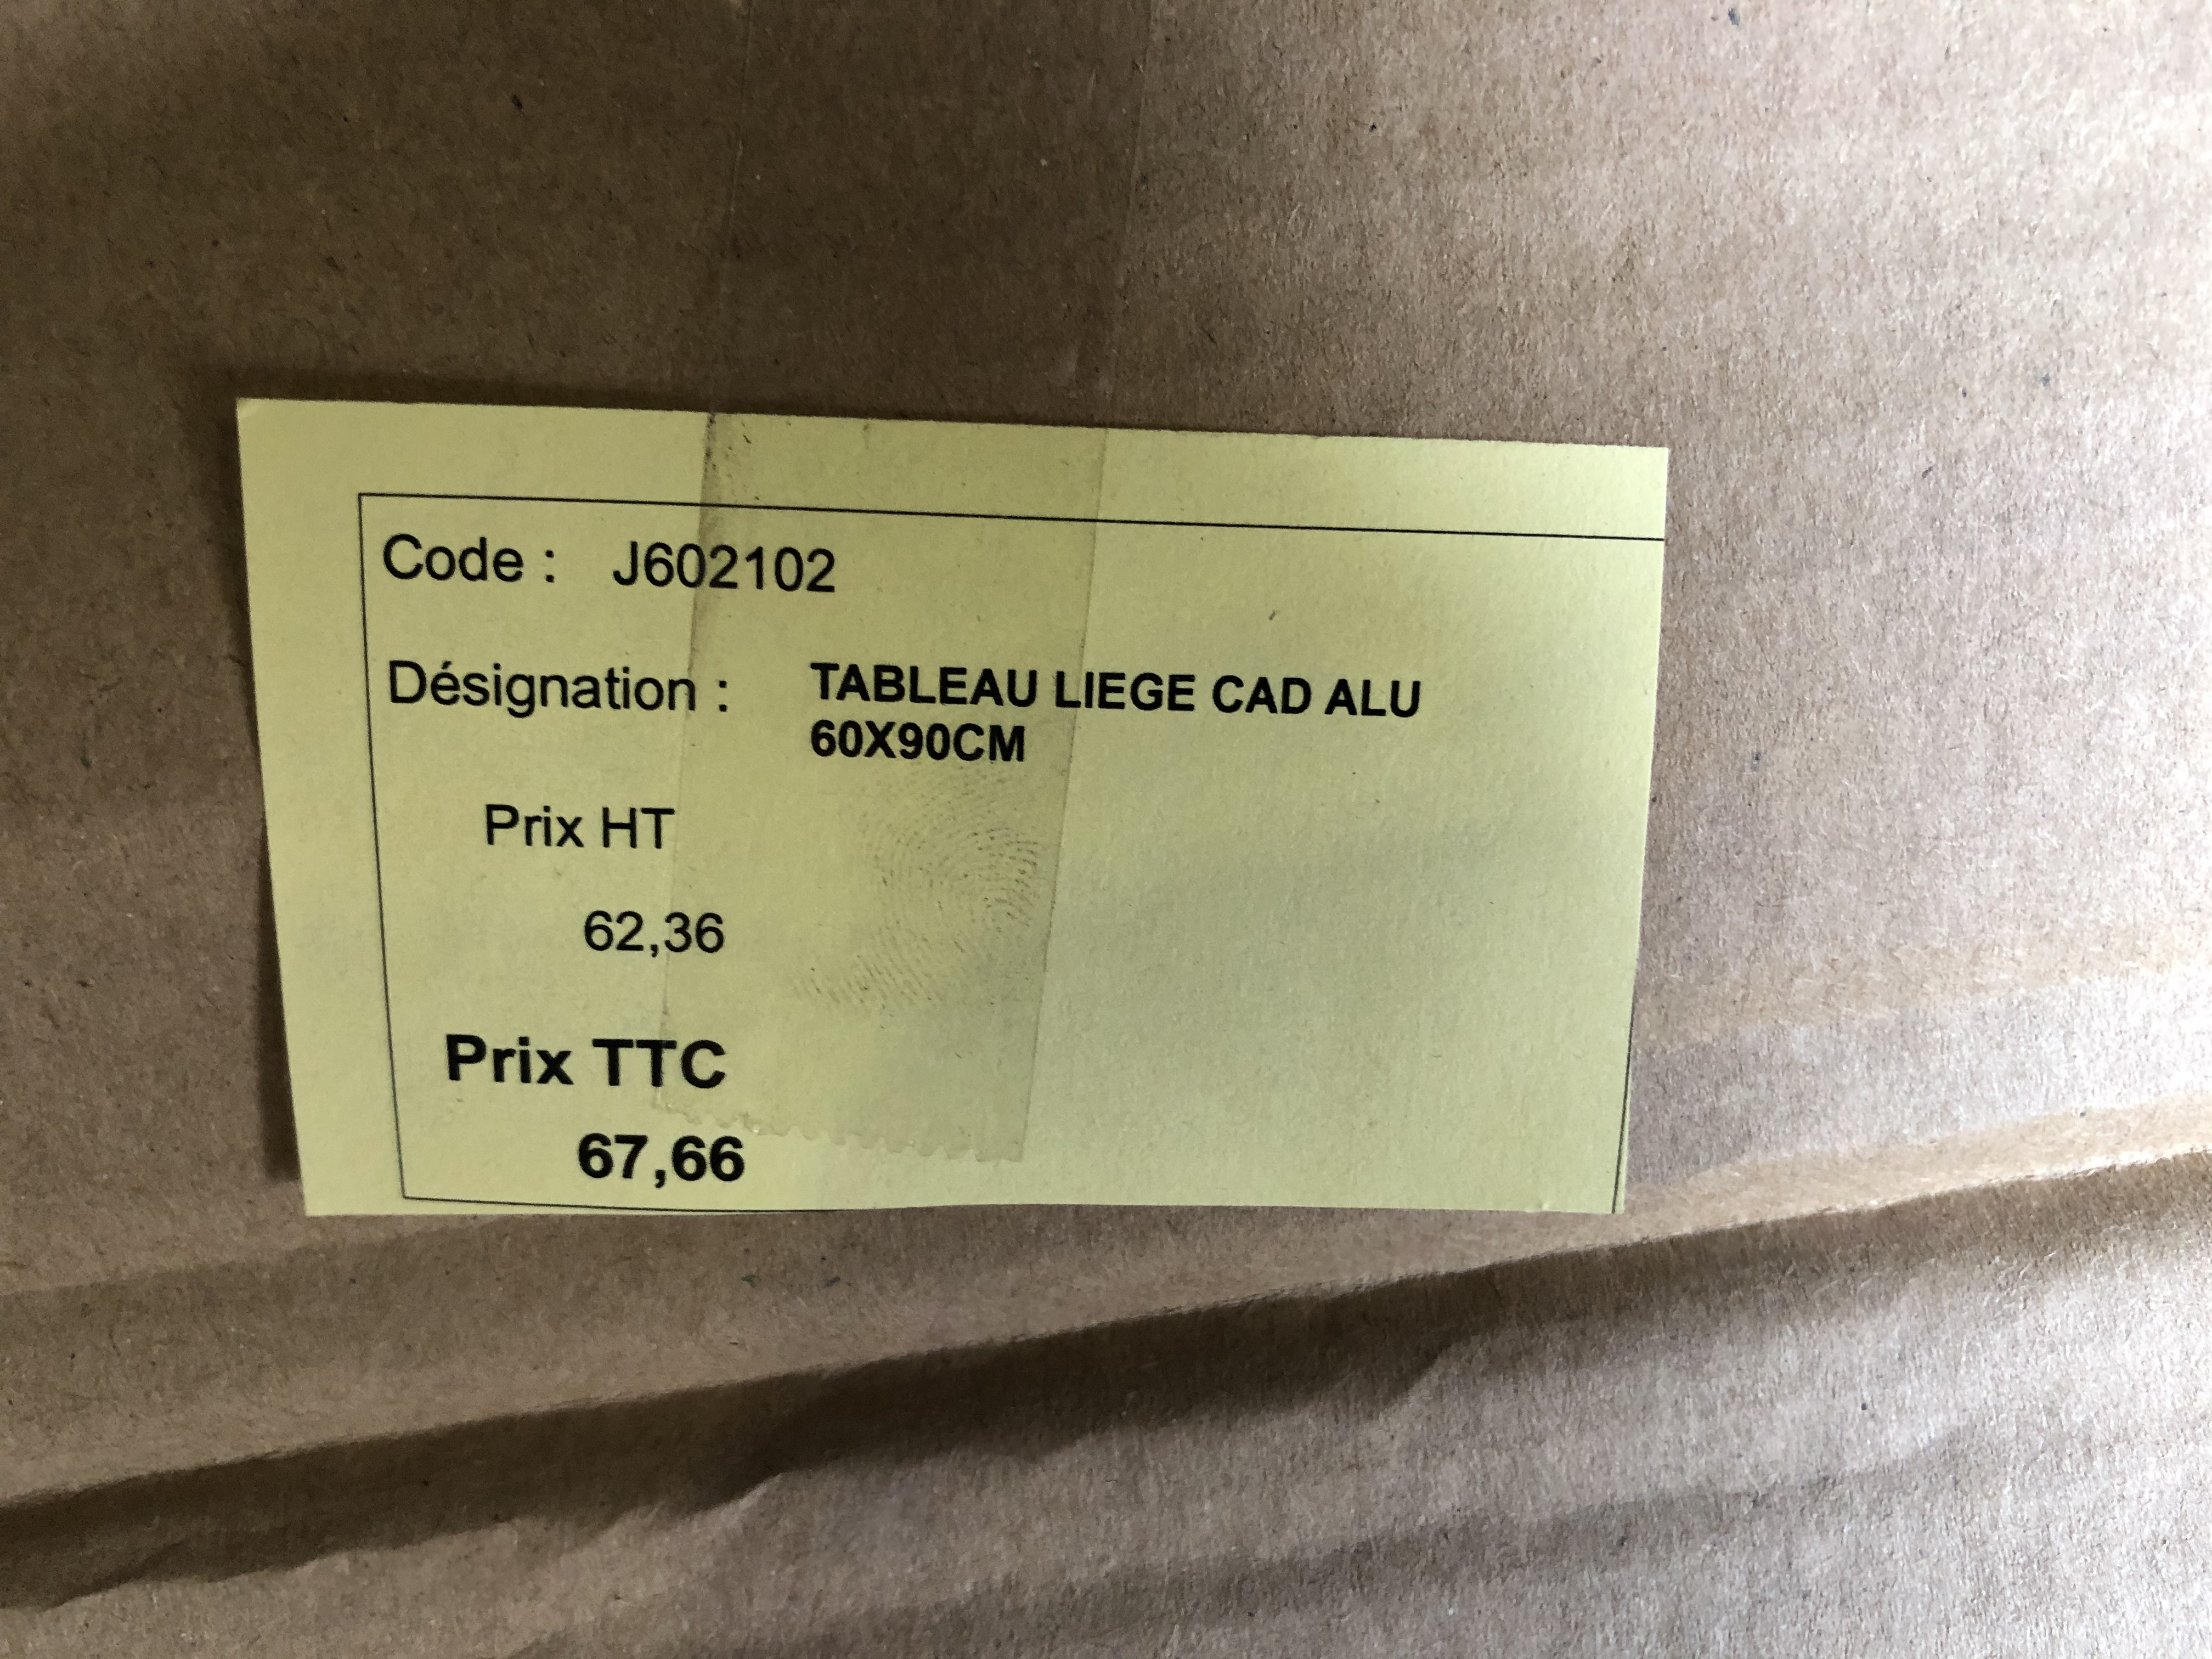 Code : J602102
Désignation : TABLEAU LIEGE CAD ALU
60X90CM
Prix HT
62,36
Prix TTC
67,66